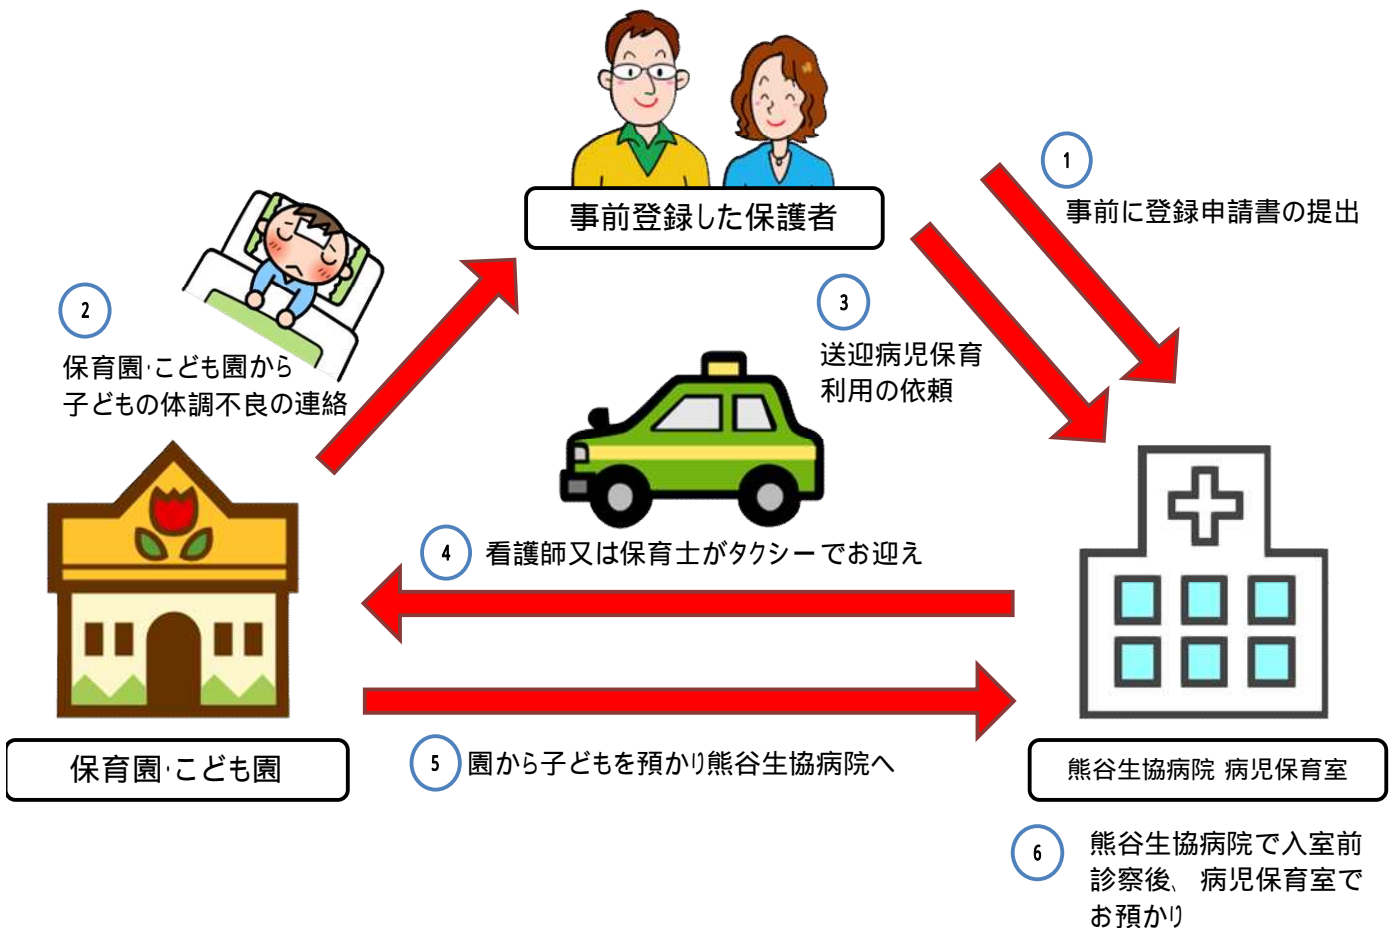 事前登録した保護者
1
事前に登録申請書の提出
2
保育園・こども園から
子どもの体調不良の連絡
3
送迎病児保育
利用の依頼
4
看護師又は保育士がタクシーでお迎え
保育園・こども園
5
園から子どもを預かり熊谷生協病院へ
熊谷生協病院 病児保育室
6
熊谷生協病院で入室前
診察後、病児保育室で
お預かり